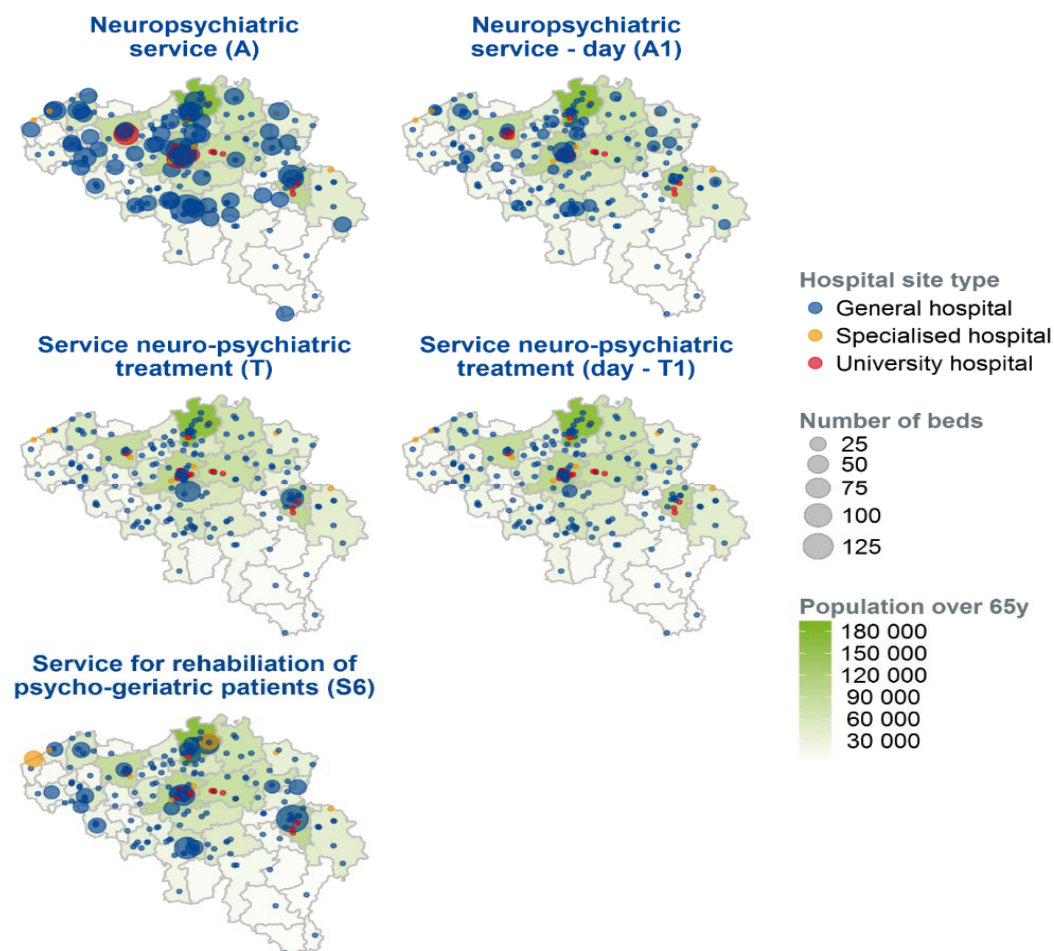 Neuropsychiatric
service (A)
Neuropsychiatric
service - day (A1)
Service neuro-psychiatric
treatment (T)
Service neuro-psychiatric
treatment (day - T1)
Service for rehabiliation of
psycho-geriatric patients (S6)
Hospital site type
General hospital
Specialised hospital
University hospital
Number of beds
25
50
75
100
125
Population over 65y
180 000
150 000
120 000
90 000
60 000
30 000